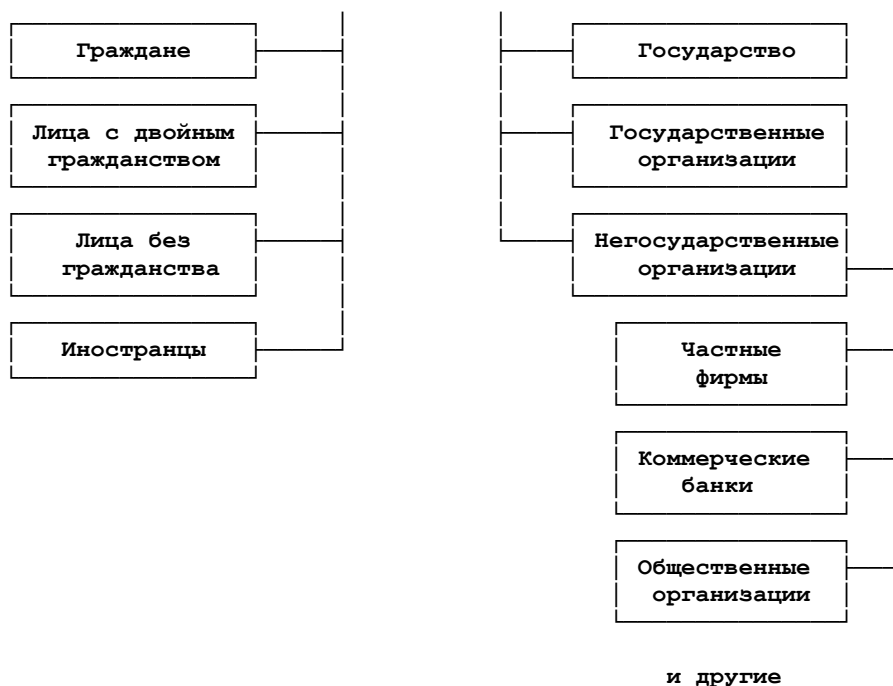 Граждане
Лица с двойным
гражданством
Лица без
гражданства
Иностранцы
Государство
Государственные
организации
Негосударственные
организации
Частные
фирмы
Коммерческие
банки
Общественные
организации
и другие